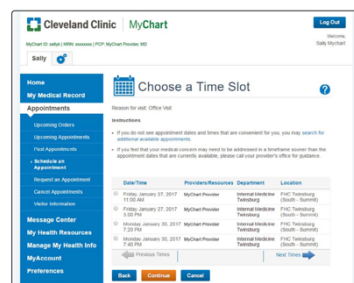 Cleveland Clinic MyChart
Log Out
Welcome,
Sally Mychart
MyChart ID: sallyk | MRN: xxxxxxx | PCP: MyChart Provider, MD
Sally
Home
My Medical Record
Appointments
Upcoming Orders
Upcoming Appointments
Past Appointments
Schedule an
Appointment
Request an Appointment
Cancel Appointments
Visitor Information
Message Center
My Health Resources
Manage My Health Info
MyAccount
Preferences
Choose a Time Slot
Reason for visit: Office Visit
Instructions
• If you do not see appointment dates and times that are convenient for you, you may search for
additional available appointments.
• If you feel that your medical concern may need to be addressed in a timeframe sooner than the
appointment dates that are currently available, please call your provider's office for guidance.
Date/Time Providers/Resources Department Location
Friday January 27, 2017 MyChart Provider Internal Medicine FHC Twinsburg
11:00 AM Twinsburg (South - Summit)
Friday January 27, 2017 MyChart Provider Internal Medicine FHC Twinsburg
3:00 PM Twinsburg (South - Summit)
Monday January 30, 2017 MyChart Provider Internal Medicine FHC Twinsburg
7:20 PM Twinsburg (South - Summit)
Monday January 30, 2017 MyChart Provider Internal Medicine FHC Twinsburg
7:40 PM Twinsburg (South - Summit)
Previous Times Next Times
Back Continue Cancel